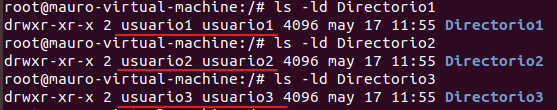 root@mauro-virtual-machine:/# ls -ld Directorio1
drwxr-xr-x 2 usuario1 usuario1 4096 may 17 11:55 Directorio1
root@mauro-virtual-machine:/# ls -ld Directorio2
drwxr-xr-x 2 usuario2 usuario2 4096 may 17 11:55 Directorio2
root@mauro-virtual-machine:/# ls -ld Directorio3
drwxr-xr-x 2 usuario3 usuario3 4096 may 17 11:55 Directorio3